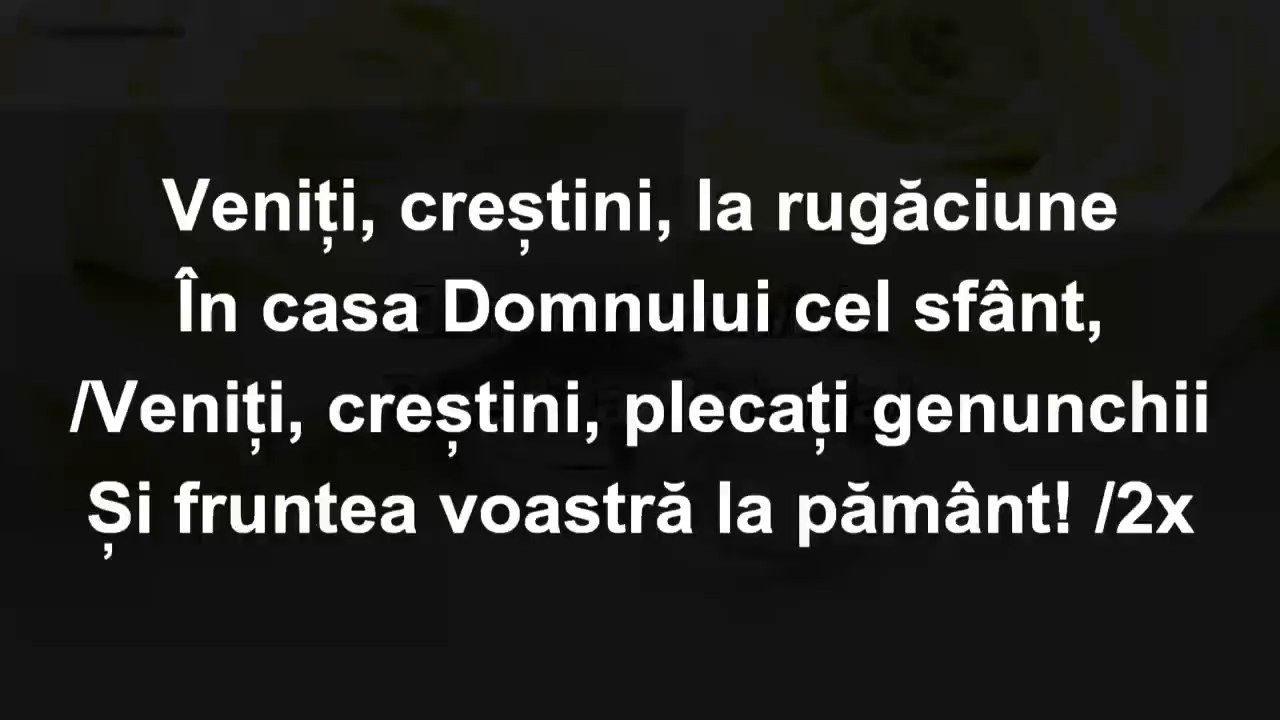 Veniți, creștini, la rugăciune
În casa Domnului cel sfânt,
/Veniți, creștini, plecați genunchii
Și fruntea voastră la pământ! /2x